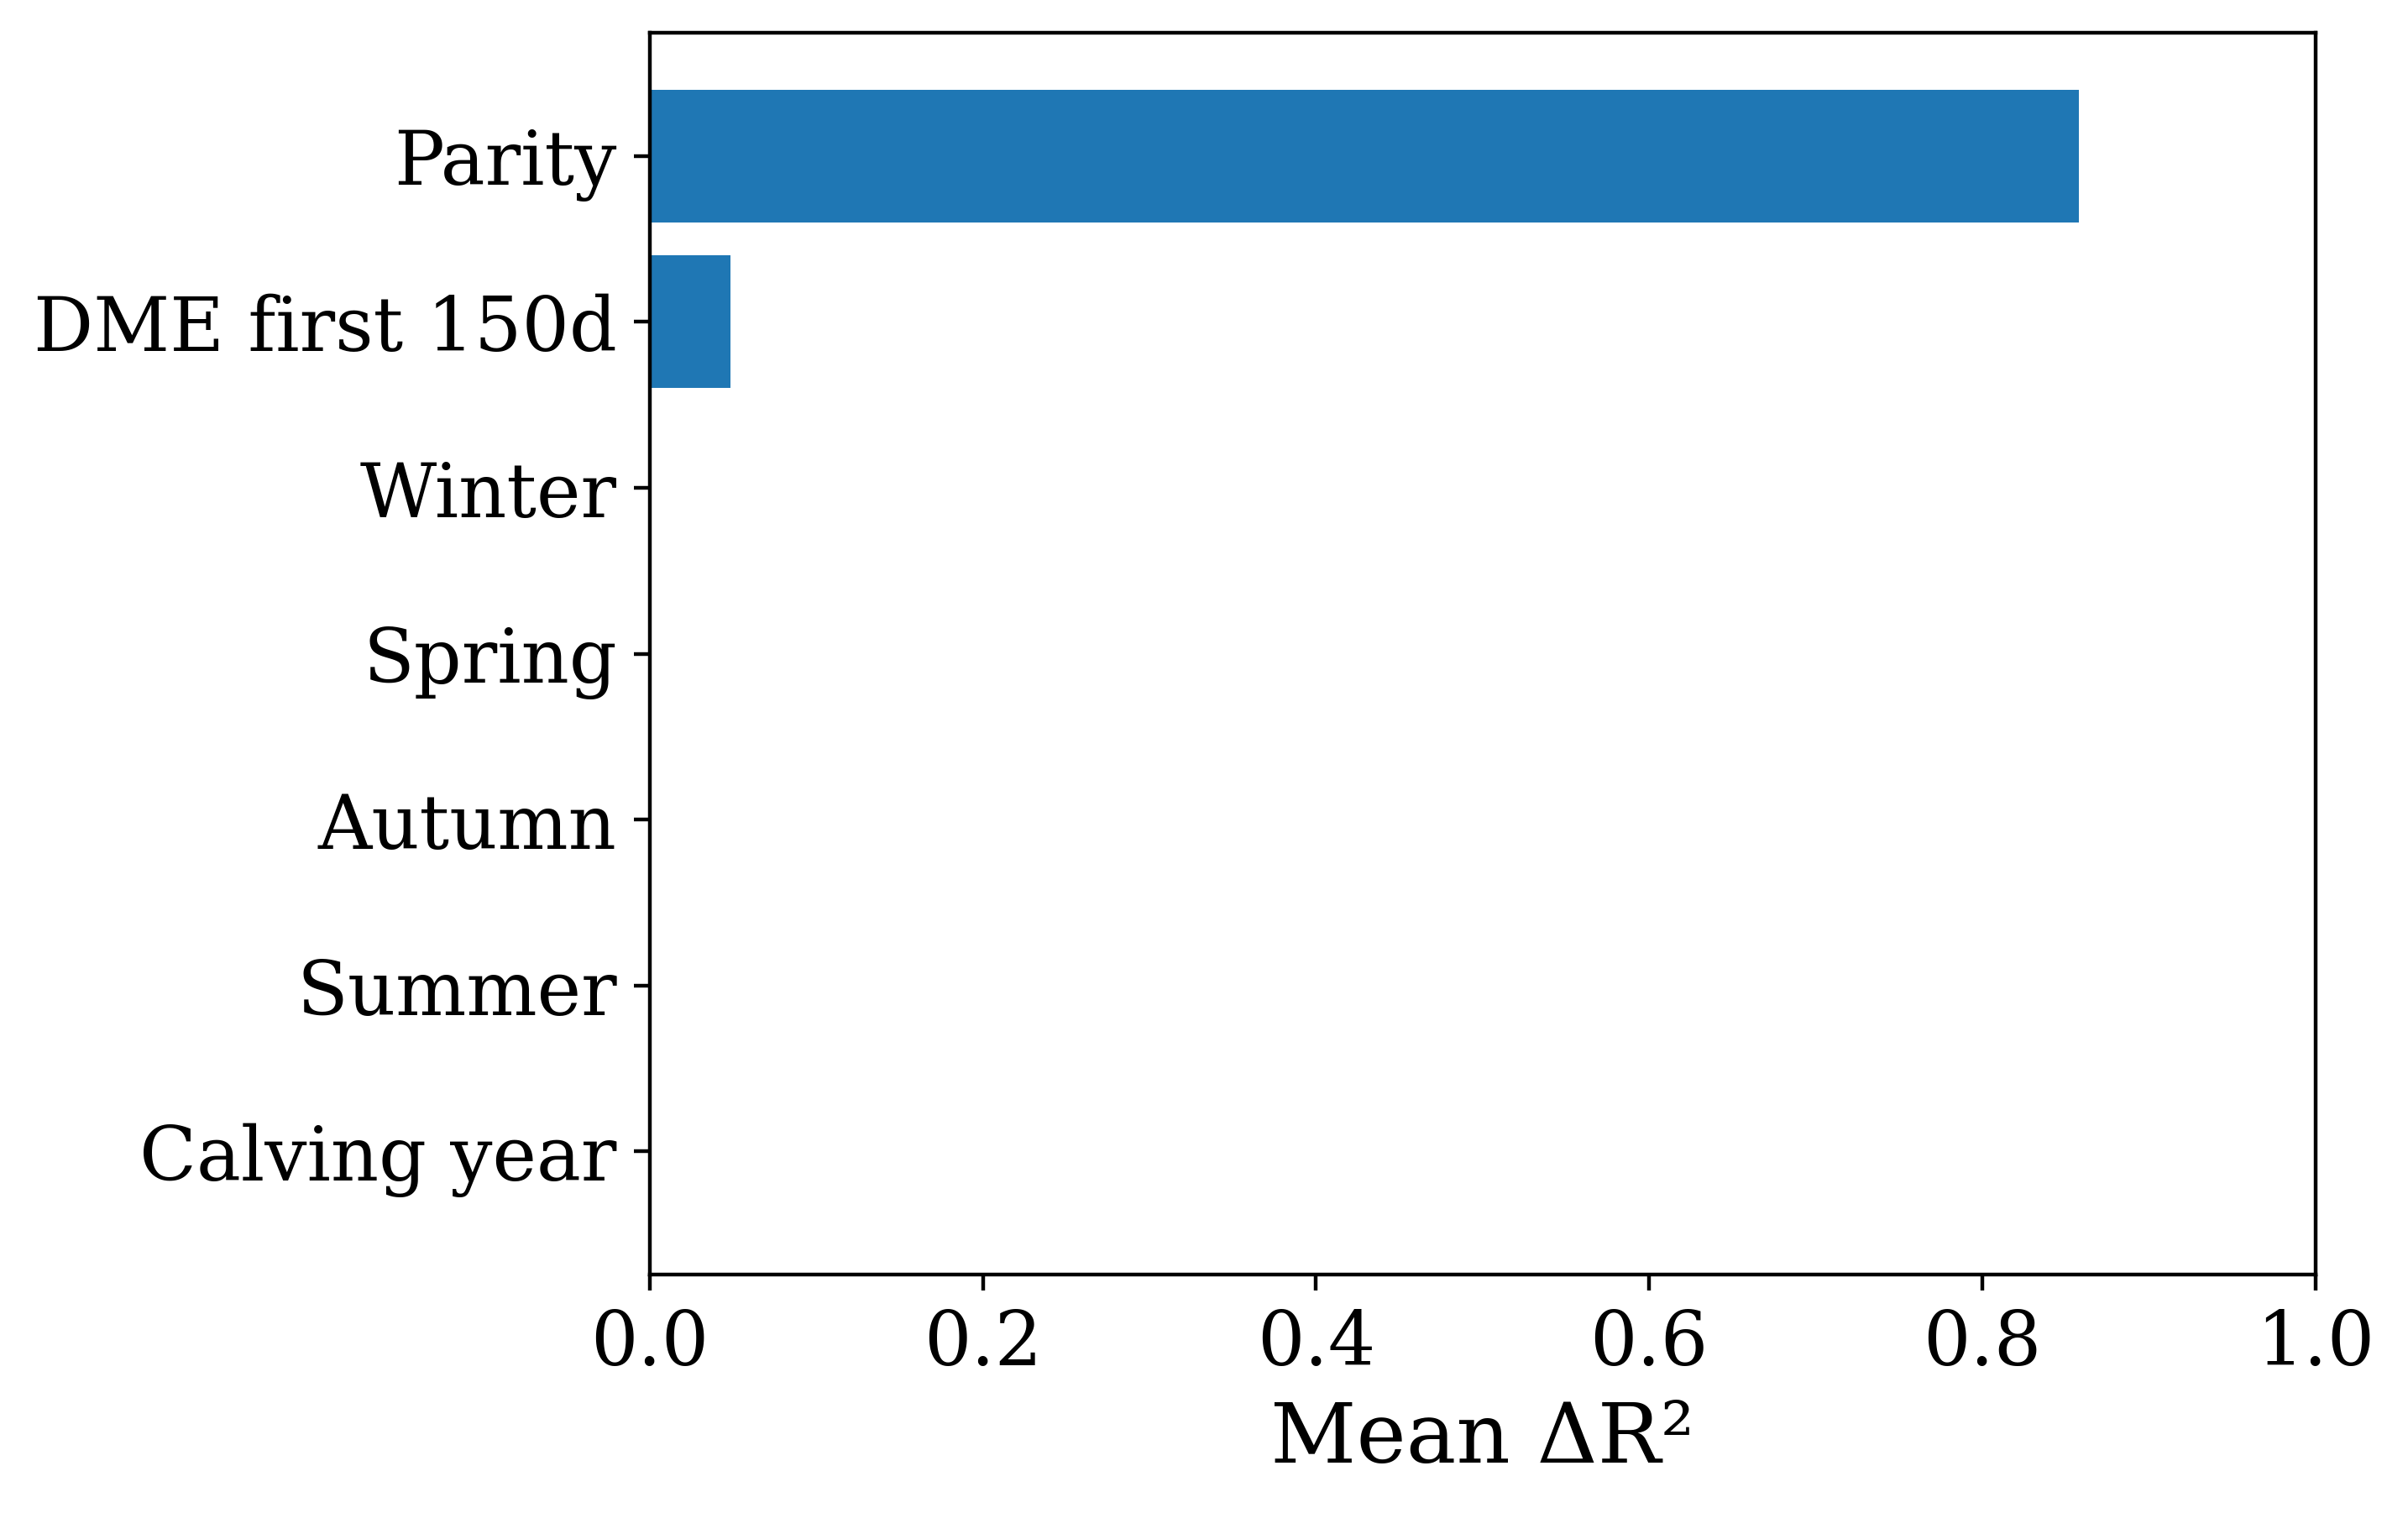 Parity
DME first 150d
Winter
Spring
Autumn
Summer
Calving year
0.0 0.2 0.4 0.6 0.8 1.0
Mean ΔR²